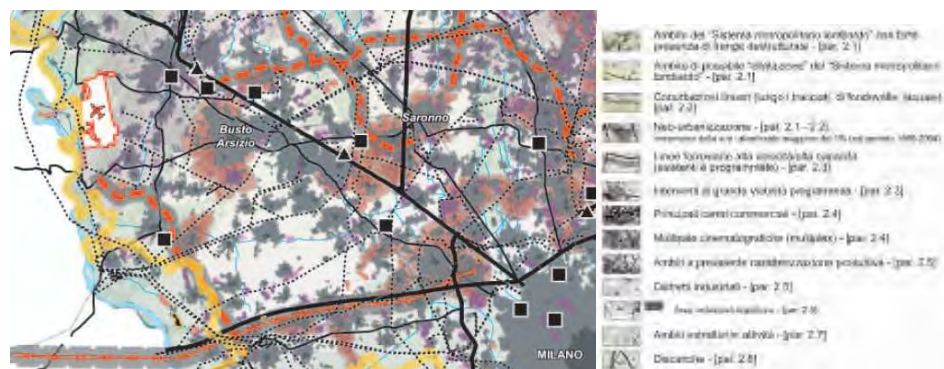 Busto
Arsizio
Saronno
MILANO
Ambiti del "Sistema metropolitano lombardo" con forte
presenza di frange destrutturate - [par. 2.1]
Ambiti di possibile "dilatazione" del "Sistema metropolitano
lombardo" - [par. 2.1]
Conurbazioni lineari (lungo i tracciati, di fondovalle, lacuale)
[par. 2.2]
Neo-urbanizzazione - [par. 2.1 - 2.2]
Linee ferroviarie alta velocità/alta capacità
(esistenti e programmate) - [par. 2.3]
Interventi di grande viabilità programmata - [par. 2.3]
Principali centri commerciali - [par. 2.4]
Multisale cinematografiche (multiplex) - [par. 2.4]
Ambiti a prevalente caratterizzazione produttiva - [par. 2.5]
Distretti industriali - [par. 2.5]
Ambiti estrattivi in attività - [par. 2.7]
Discariche - [par. 2.8]